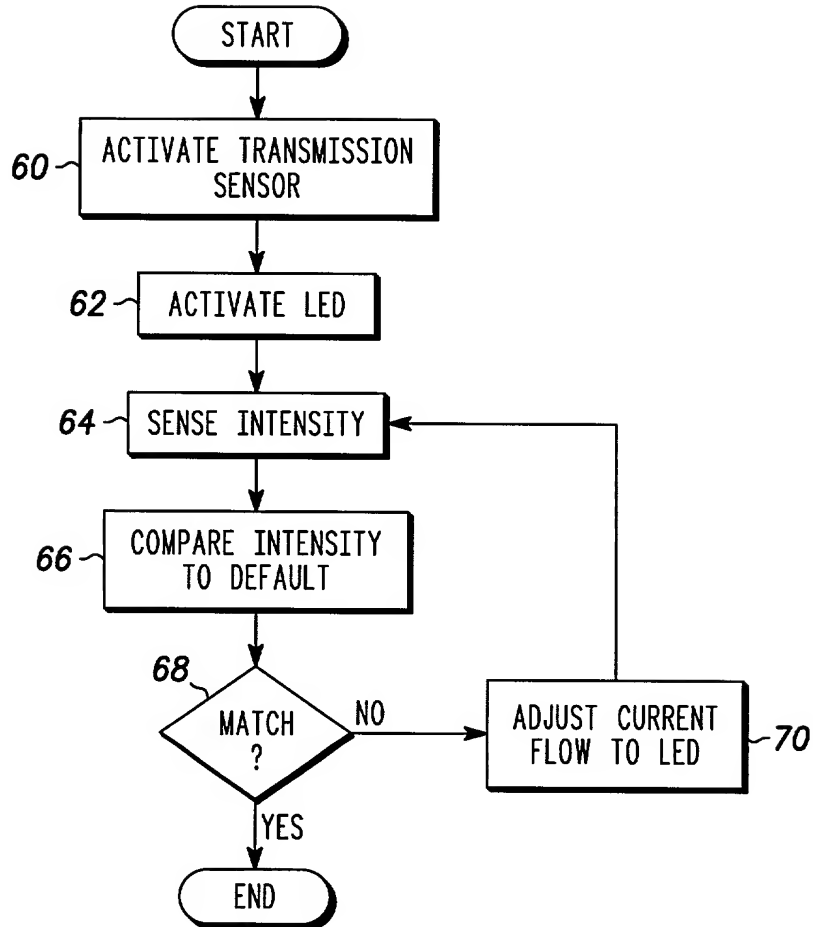 START
60
ACTIVATE TRANSMISSION
SENSOR
62
ACTIVATE LED
64
SENSE INTENSITY
66
COMPARE INTENSITY
TO DEFAULT
68
MATCH
?
NO
ADJUST CURRENT
FLOW TO LED
70
YES
END